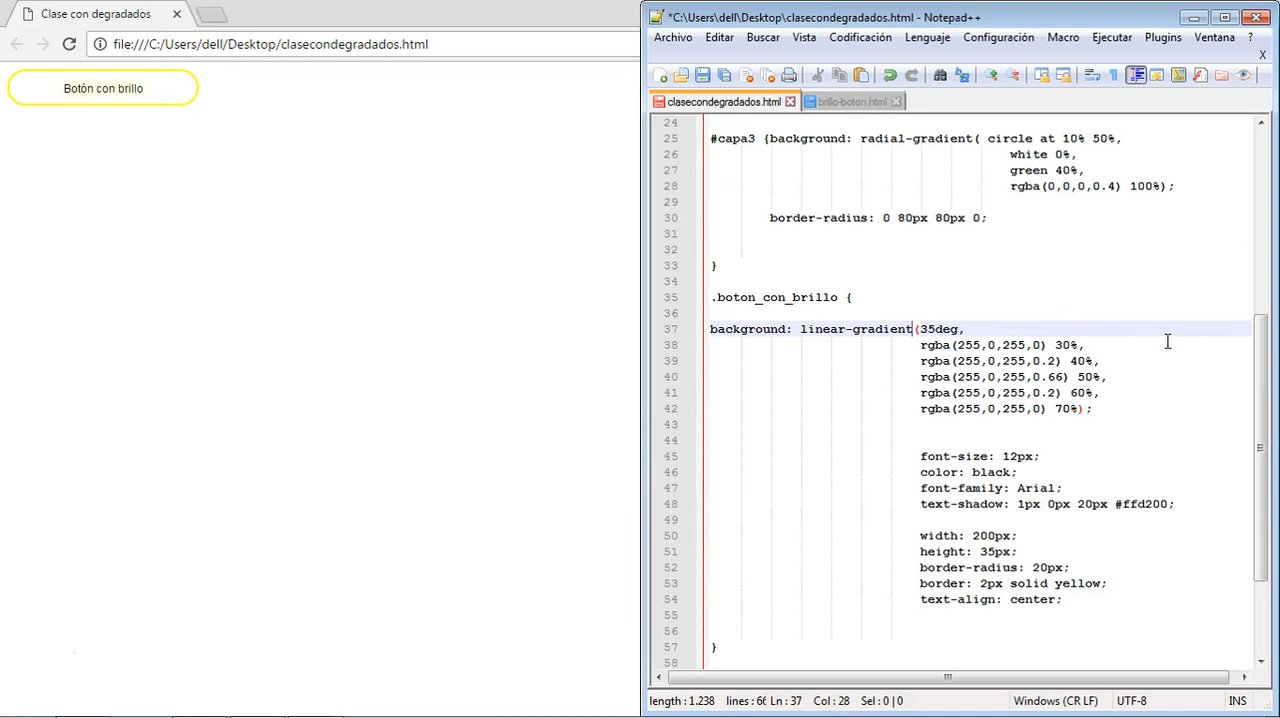 Clase con degradados
file:///C:/Users/dell/Desktop/clasecondegradados.html
Botón con brillo
*C:\Users\dell\Desktop\clasecondegradados.html - Notepad++
Archivo Editar Buscar Vista Codificación Lenguaje Configuración Macro Ejecutar Plugins Ventana ?
X
clasecondegradados.html brillo-boton.html
24
25 #capa3 {background: radial-gradient( circle at 10% 50%,
26 white 0%,
27 green 40%,
28 rgba(0,0,0,0.4) 100%);
29
30 border-radius: 0 80px 80px 0;
31
32
33 }
34
35 .boton_con_brillo {
36
37 background: linear-gradient(35deg,
38 rgba(255,0,255,0) 30%,
39 rgba(255,0,255,0.2) 40%,
40 rgba(255,0,255,0.66) 50%,
41 rgba(255,0,255,0.2) 60%,
42 rgba(255,0,255,0) 70%);
43
44
45 font-size: 12px;
46 color: black;
47 font-family: Arial;
48 text-shadow: 1px 0px 20px #ffd200;
49
50 width: 200px;
51 height: 35px;
52 border-radius: 20px;
53 border: 2px solid yellow;
54 text-align: center;
55
56
57 }
58
length : 1.238 lines : 66 Ln : 37 Col : 28 Sel : 0 | 0 Windows (CR LF) UTF-8 INS